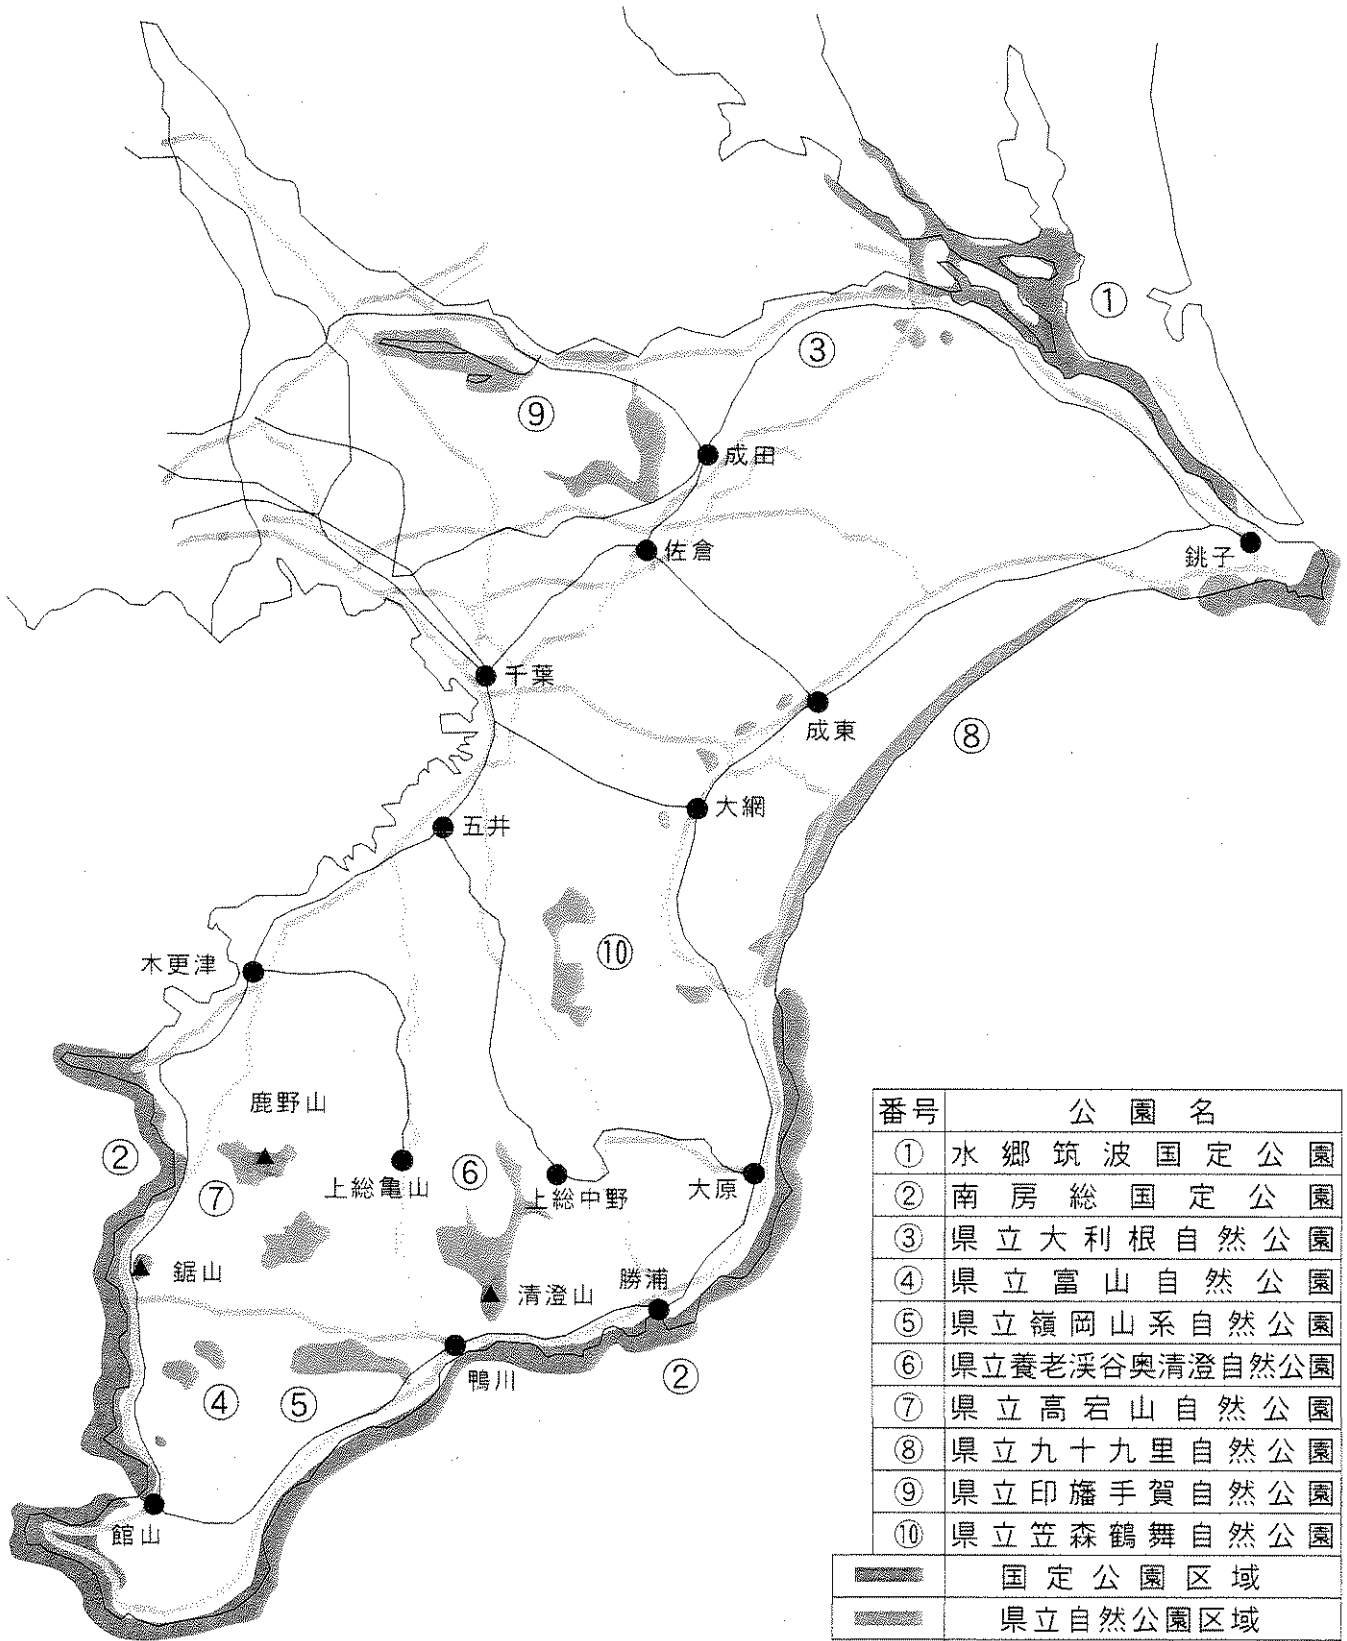 ①
③
⑨
成田
佐倉
銚子
千葉
成東
⑧
大網
五井
⑩
木更津
鹿野山
②
⑥
上総亀山
上総中野
大原
⑦
鋸山
清澄山
勝浦
鴨川
②
④
⑤
館山
番号 公園名
① 水郷筑波国定公園
② 南房総国定公園
③ 県立大利根自然公園
④ 県立富山自然公園
⑤ 県立嶺岡山系自然公園
⑥ 県立養老渓谷奥清澄自然公園
⑦ 県立高宕山自然公園
⑧ 県立九十九里自然公園
⑨ 県立印旛手賀自然公園
⑩ 県立笠森鶴舞自然公園
国定公園区域
県立自然公園区域